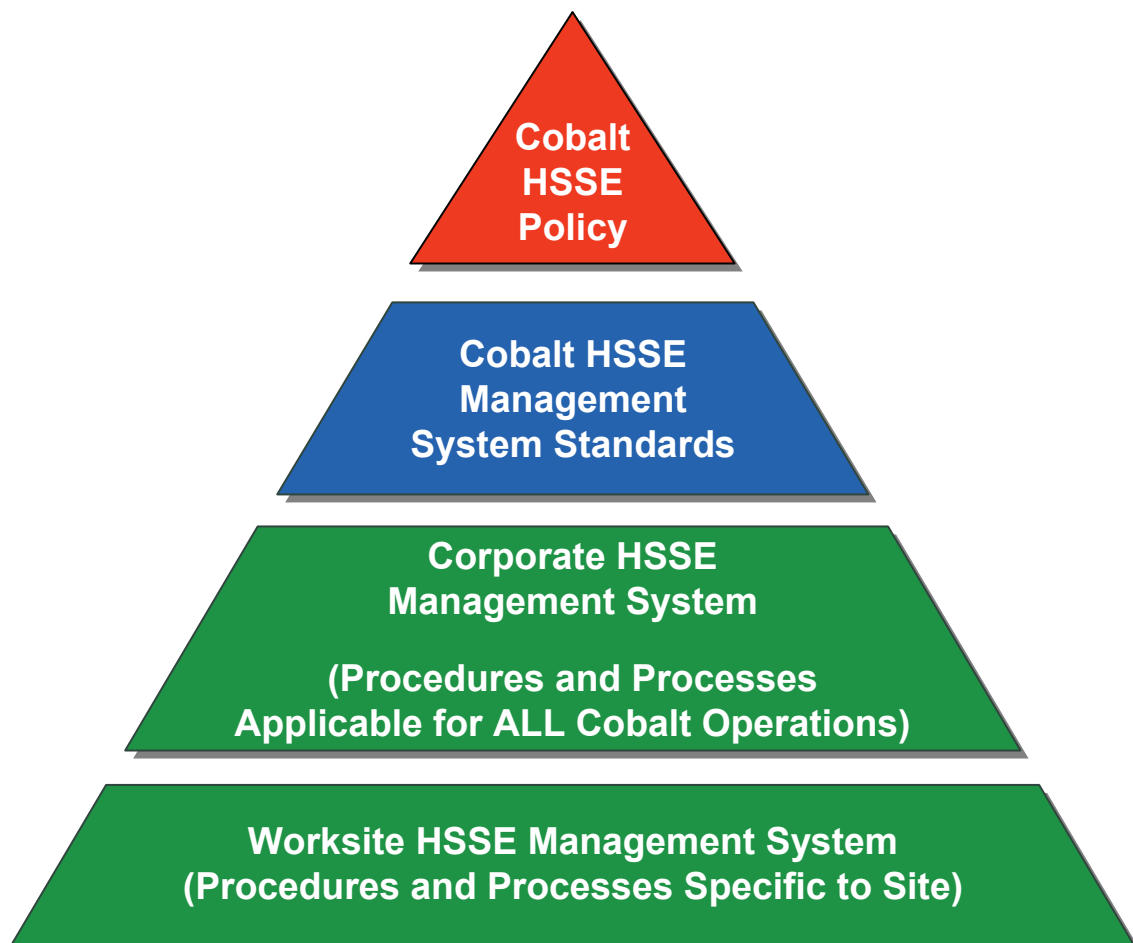 Cobalt
HSSE
Policy
Cobalt HSSE
Management
System Standards
Corporate HSSE
Management System
(Procedures and Processes
Applicable for ALL Cobalt Operations)
Worksite HSSE Management System
(Procedures and Processes Specific to Site)